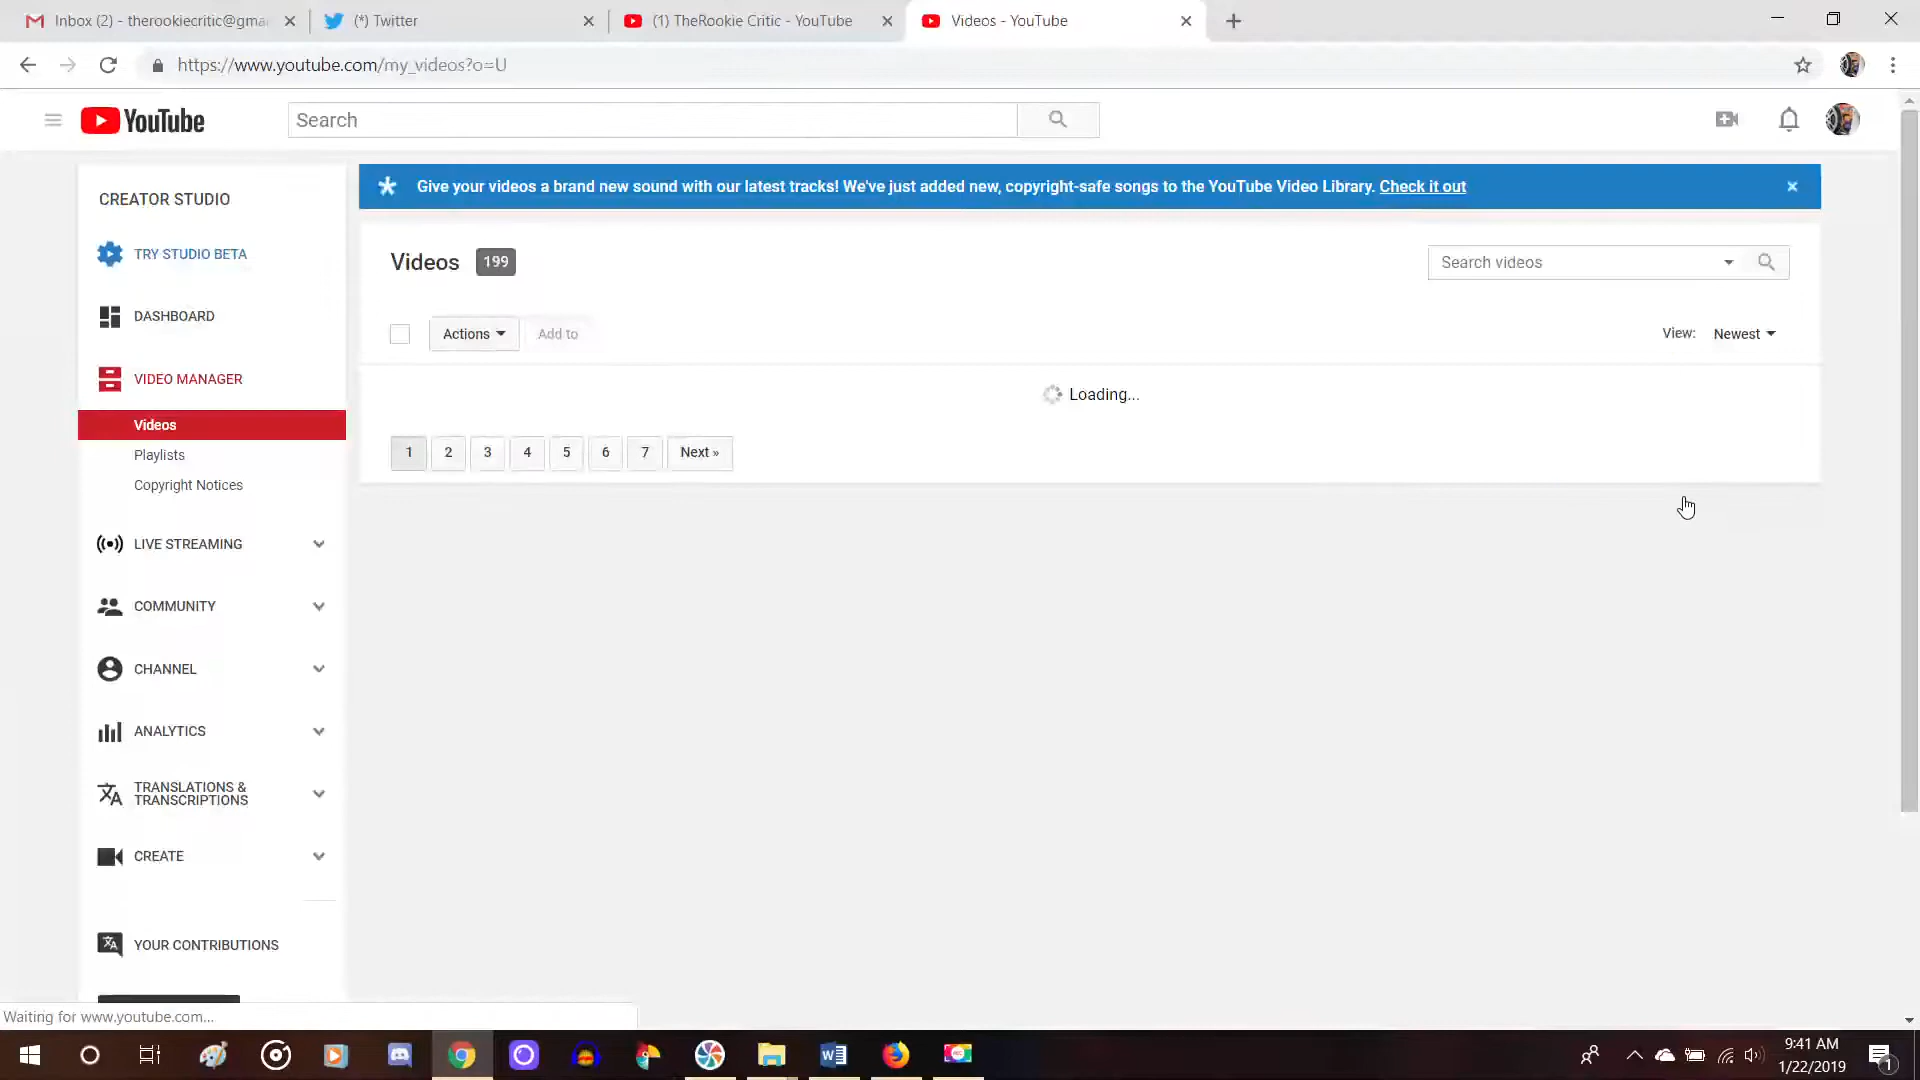 Inbox (2) - therookiecritic@gma
(*) Twitter
(1) TheRookie Critic - YouTube
Videos - YouTube
https://www.youtube.com/my_videos?o=U
YouTube
Search
CREATOR STUDIO
TRY STUDIO BETA
DASHBOARD
VIDEO MANAGER
Videos
Playlists
Copyright Notices
LIVE STREAMING
COMMUNITY
CHANNEL
ANALYTICS
TRANSLATIONS &
TRANSCRIPTIONS
CREATE
YOUR CONTRIBUTIONS
Give your videos a brand new sound with our latest tracks! We've just added new, copyright-safe songs to the YouTube Video Library. Check it out
Videos 199
Search videos
Actions
Add to
View: Newest
Loading...
1 2 3 4 5 6 7 Next »
Waiting for www.youtube.com...
9:41 AM
1/22/2019
1